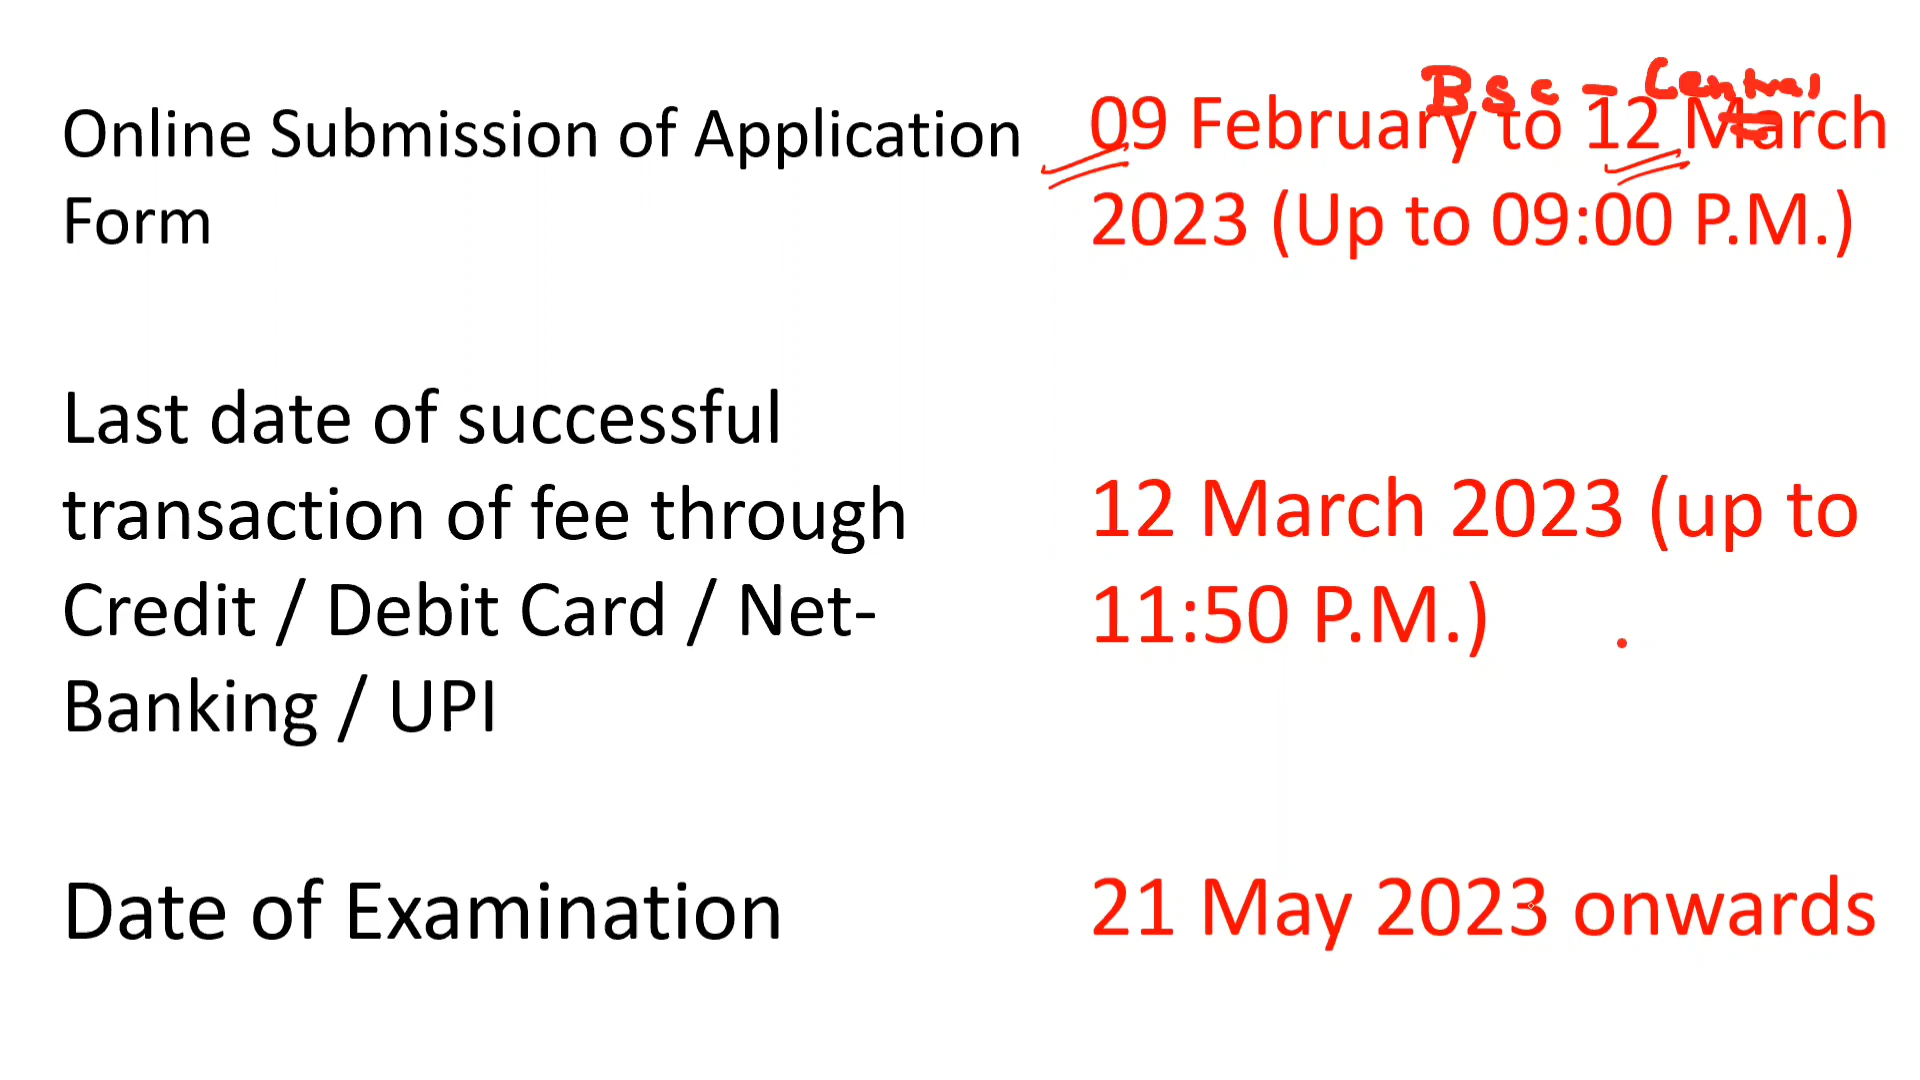 Bsc - Central
Online Submission of Application
Form
09 February to 12 March
2023 (Up to 09:00 P.M.)
Last date of successful
transaction of fee through
Credit / Debit Card / Net-
Banking / UPI
12 March 2023 (up to
11:50 P.M.)
Date of Examination
21 May 2023 onwards